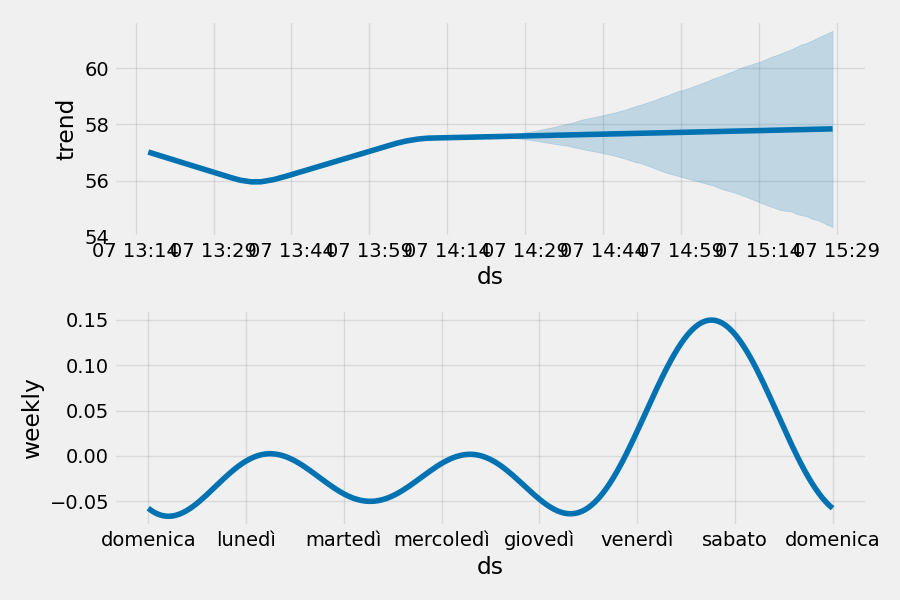 60
58
56
54
trend
07 13:14 07 13:29 07 13:44 07 13:59 07 14:14 07 14:29 07 14:44 07 14:59 07 15:14 07 15:29
ds
0.15
0.10
0.05
0.00
−0.05
weekly
domenica lunedì martedì mercoledì giovedì venerdì sabato domenica
ds